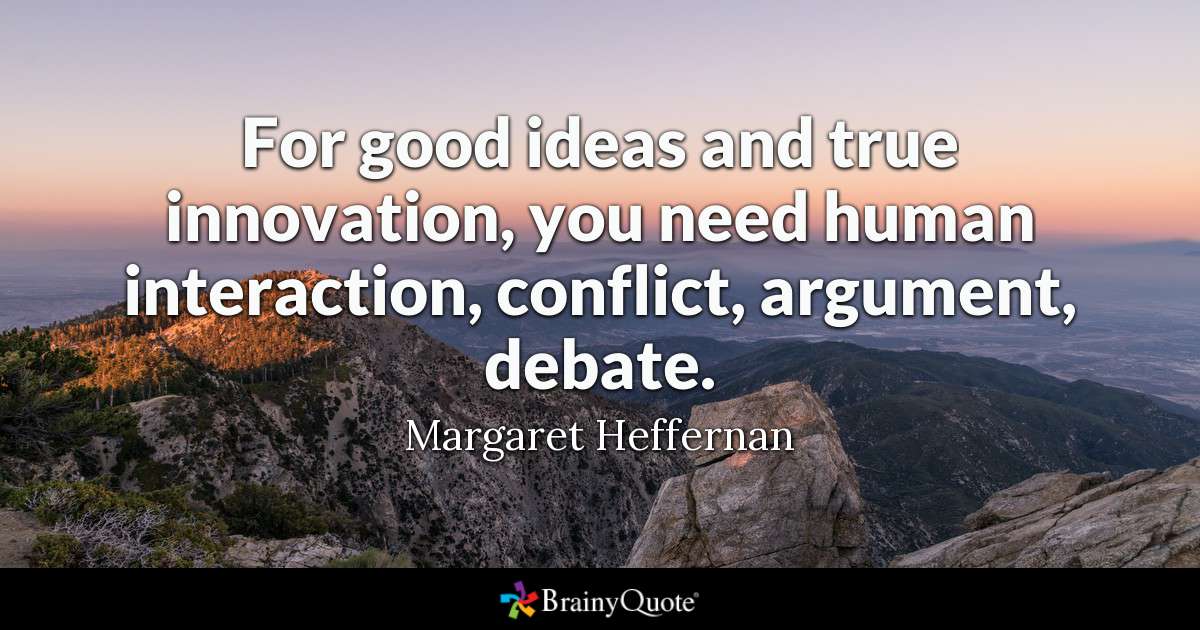 For good ideas and true
innovation, you need human
interaction, conflict, argument,
debate.
Margaret Heffernan
BrainyQuote®